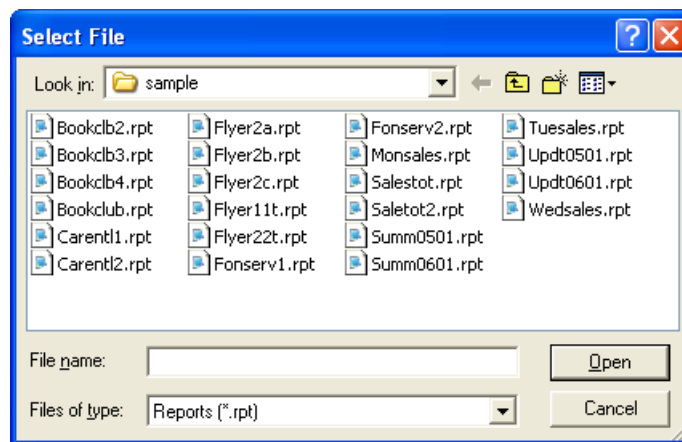 Select File
Look in: sample
Bookclb2.rpt Flyer2a.rpt Fonserv2.rpt Tuesales.rpt
Bookclb3.rpt Flyer2b.rpt Monsales.rpt Updt0501.rpt
Bookclb4.rpt Flyer2c.rpt Salestot.rpt Updt0601.rpt
Bookclub.rpt Flyer11t.rpt Saletot2.rpt Wedsales.rpt
Carentl1.rpt Flyer22t.rpt Summ0501.rpt
Carentl2.rpt Fonserv1.rpt Summ0601.rpt
File name: Open
Files of type: Reports (*.rpt) Cancel